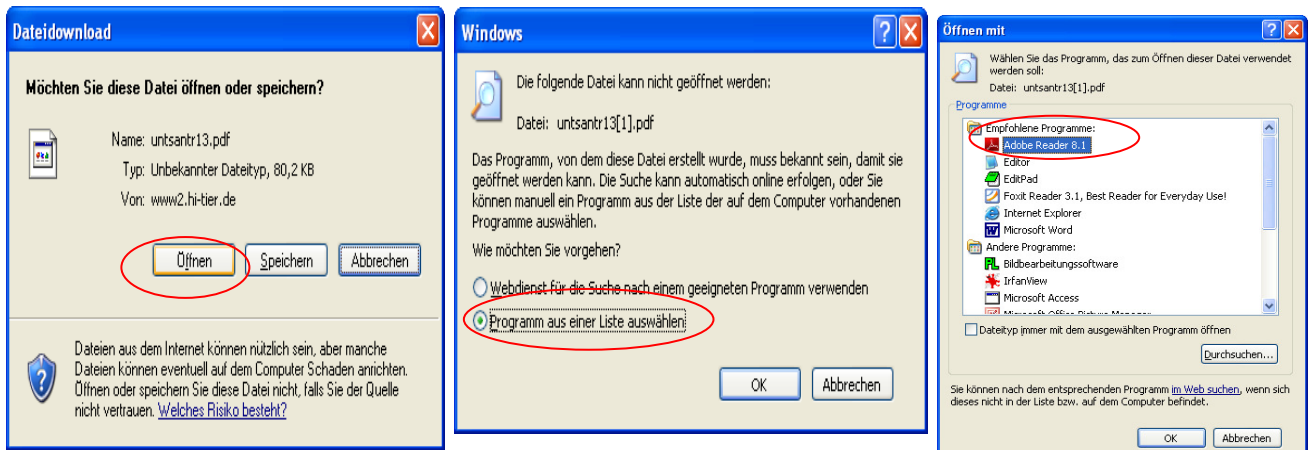 Dateidownload
Möchten Sie diese Datei öffnen oder speichern?
Name: untsantr13.pdf
Typ: Unbekannter Dateityp, 80,2 KB
Von: www2.hi-tier.de
Öffnen Speichern Abbrechen
Dateien aus dem Internet können nützlich sein, aber manche
Dateien können eventuell auf dem Computer Schaden anrichten.
Öffnen oder speichern Sie diese Datei nicht, falls Sie der Quelle
nicht vertrauen. Welches Risiko besteht?
Windows
Die folgende Datei kann nicht geöffnet werden:
Datei: untsantr13[1].pdf
Das Programm, von dem diese Datei erstellt wurde, muss bekannt sein, damit sie
geöffnet werden kann. Die Suche kann automatisch online erfolgen, oder Sie
können manuell ein Programm aus der Liste der auf dem Computer vorhandenen
Programme auswählen.
Wie möchten Sie vorgehen?
Webdienst für die Suche nach einem geeigneten Programm verwenden
Programm aus einer Liste auswählen
OK Abbrechen
Öffnen mit
Wählen Sie das Programm, das zum Öffnen dieser Datei verwendet
werden soll:
Datei: untsantr13[1].pdf
Programme
Empfohlene Programme:
Adobe Reader 8.1
Editor
EditPad
Foxit Reader 3.1, Best Reader for Everyday Use!
Internet Explorer
Microsoft Word
Andere Programme:
Bildbearbeitungssoftware
IrfanView
Microsoft Access
Microsoft Office Picture Manager
Dateityp immer mit dem ausgewählten Programm öffnen
Durchsuchen...
Sie können nach dem entsprechenden Programm im Web suchen, wenn sich
dieses nicht in der Liste bzw. auf dem Computer befindet.
OK Abbrechen